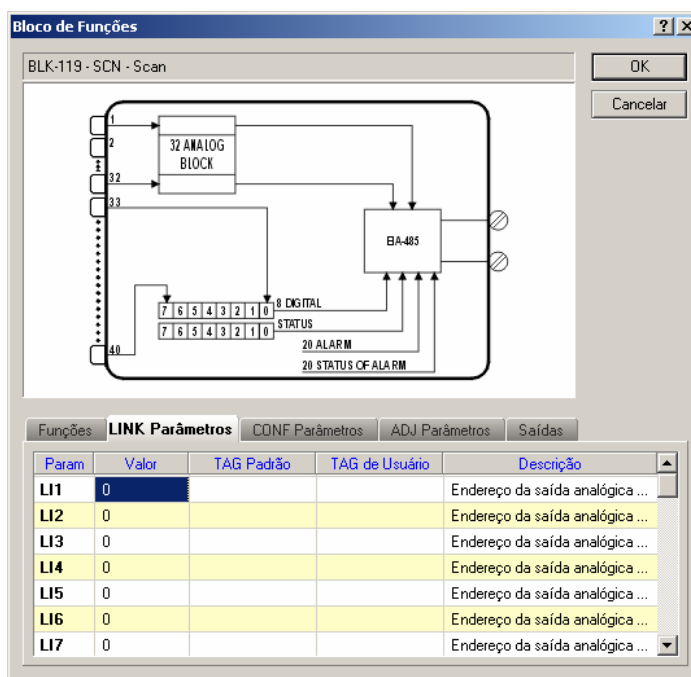 Bloco de Funções
BLK-119 - SCN - Scan
OK
Cancelar
1
2
32
33
40
32 ANALOG
BLOCK
EIA-485
7 6 5 4 3 2 1 0
8 DIGITAL
7 6 5 4 3 2 1 0
STATUS
20 ALARM
20 STATUS OF ALARM
Funções LINK Parâmetros CONF Parâmetros ADJ Parâmetros Saídas
Param Valor TAG Padrão TAG de Usuário Descrição
LI1 0 Endereço da saída analógica ...
LI2 0 Endereço da saída analógica ...
LI3 0 Endereço da saída analógica ...
LI4 0 Endereço da saída analógica ...
LI5 0 Endereço da saída analógica ...
LI6 0 Endereço da saída analógica ...
LI7 0 Endereço da saída analógica ...